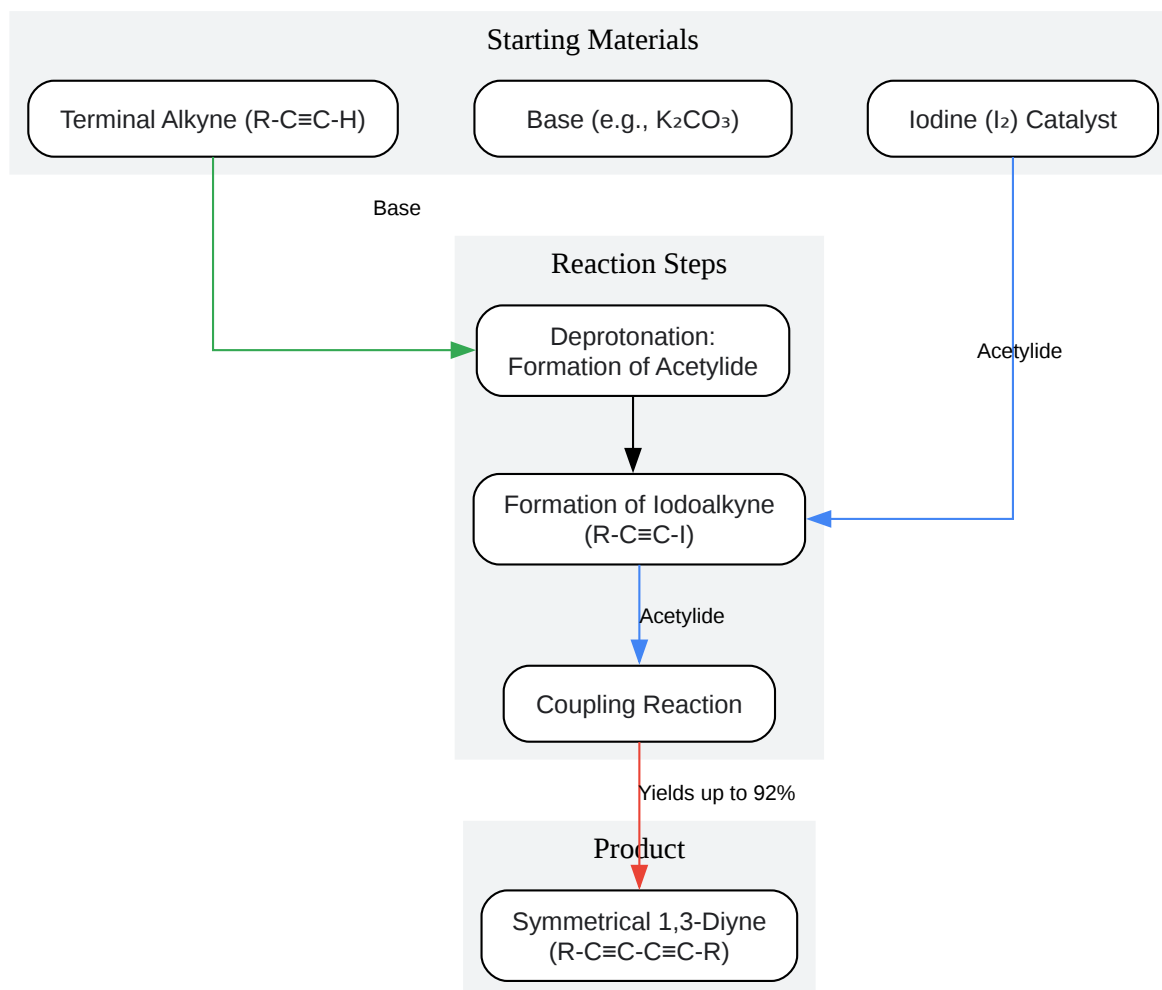 Starting Materials
Terminal Alkyne (R-C≡C-H)
Base (e.g., K₂CO₃)
Iodine (I₂) Catalyst
Base
Reaction Steps
Deprotonation:
Formation of Acetylide
Acetylide
Formation of Iodoalkyne
(R-C≡C-I)
Acetylide
Coupling Reaction
Yields up to 92%
Product
Symmetrical 1,3-Diyne
(R-C≡C-C≡C-R)